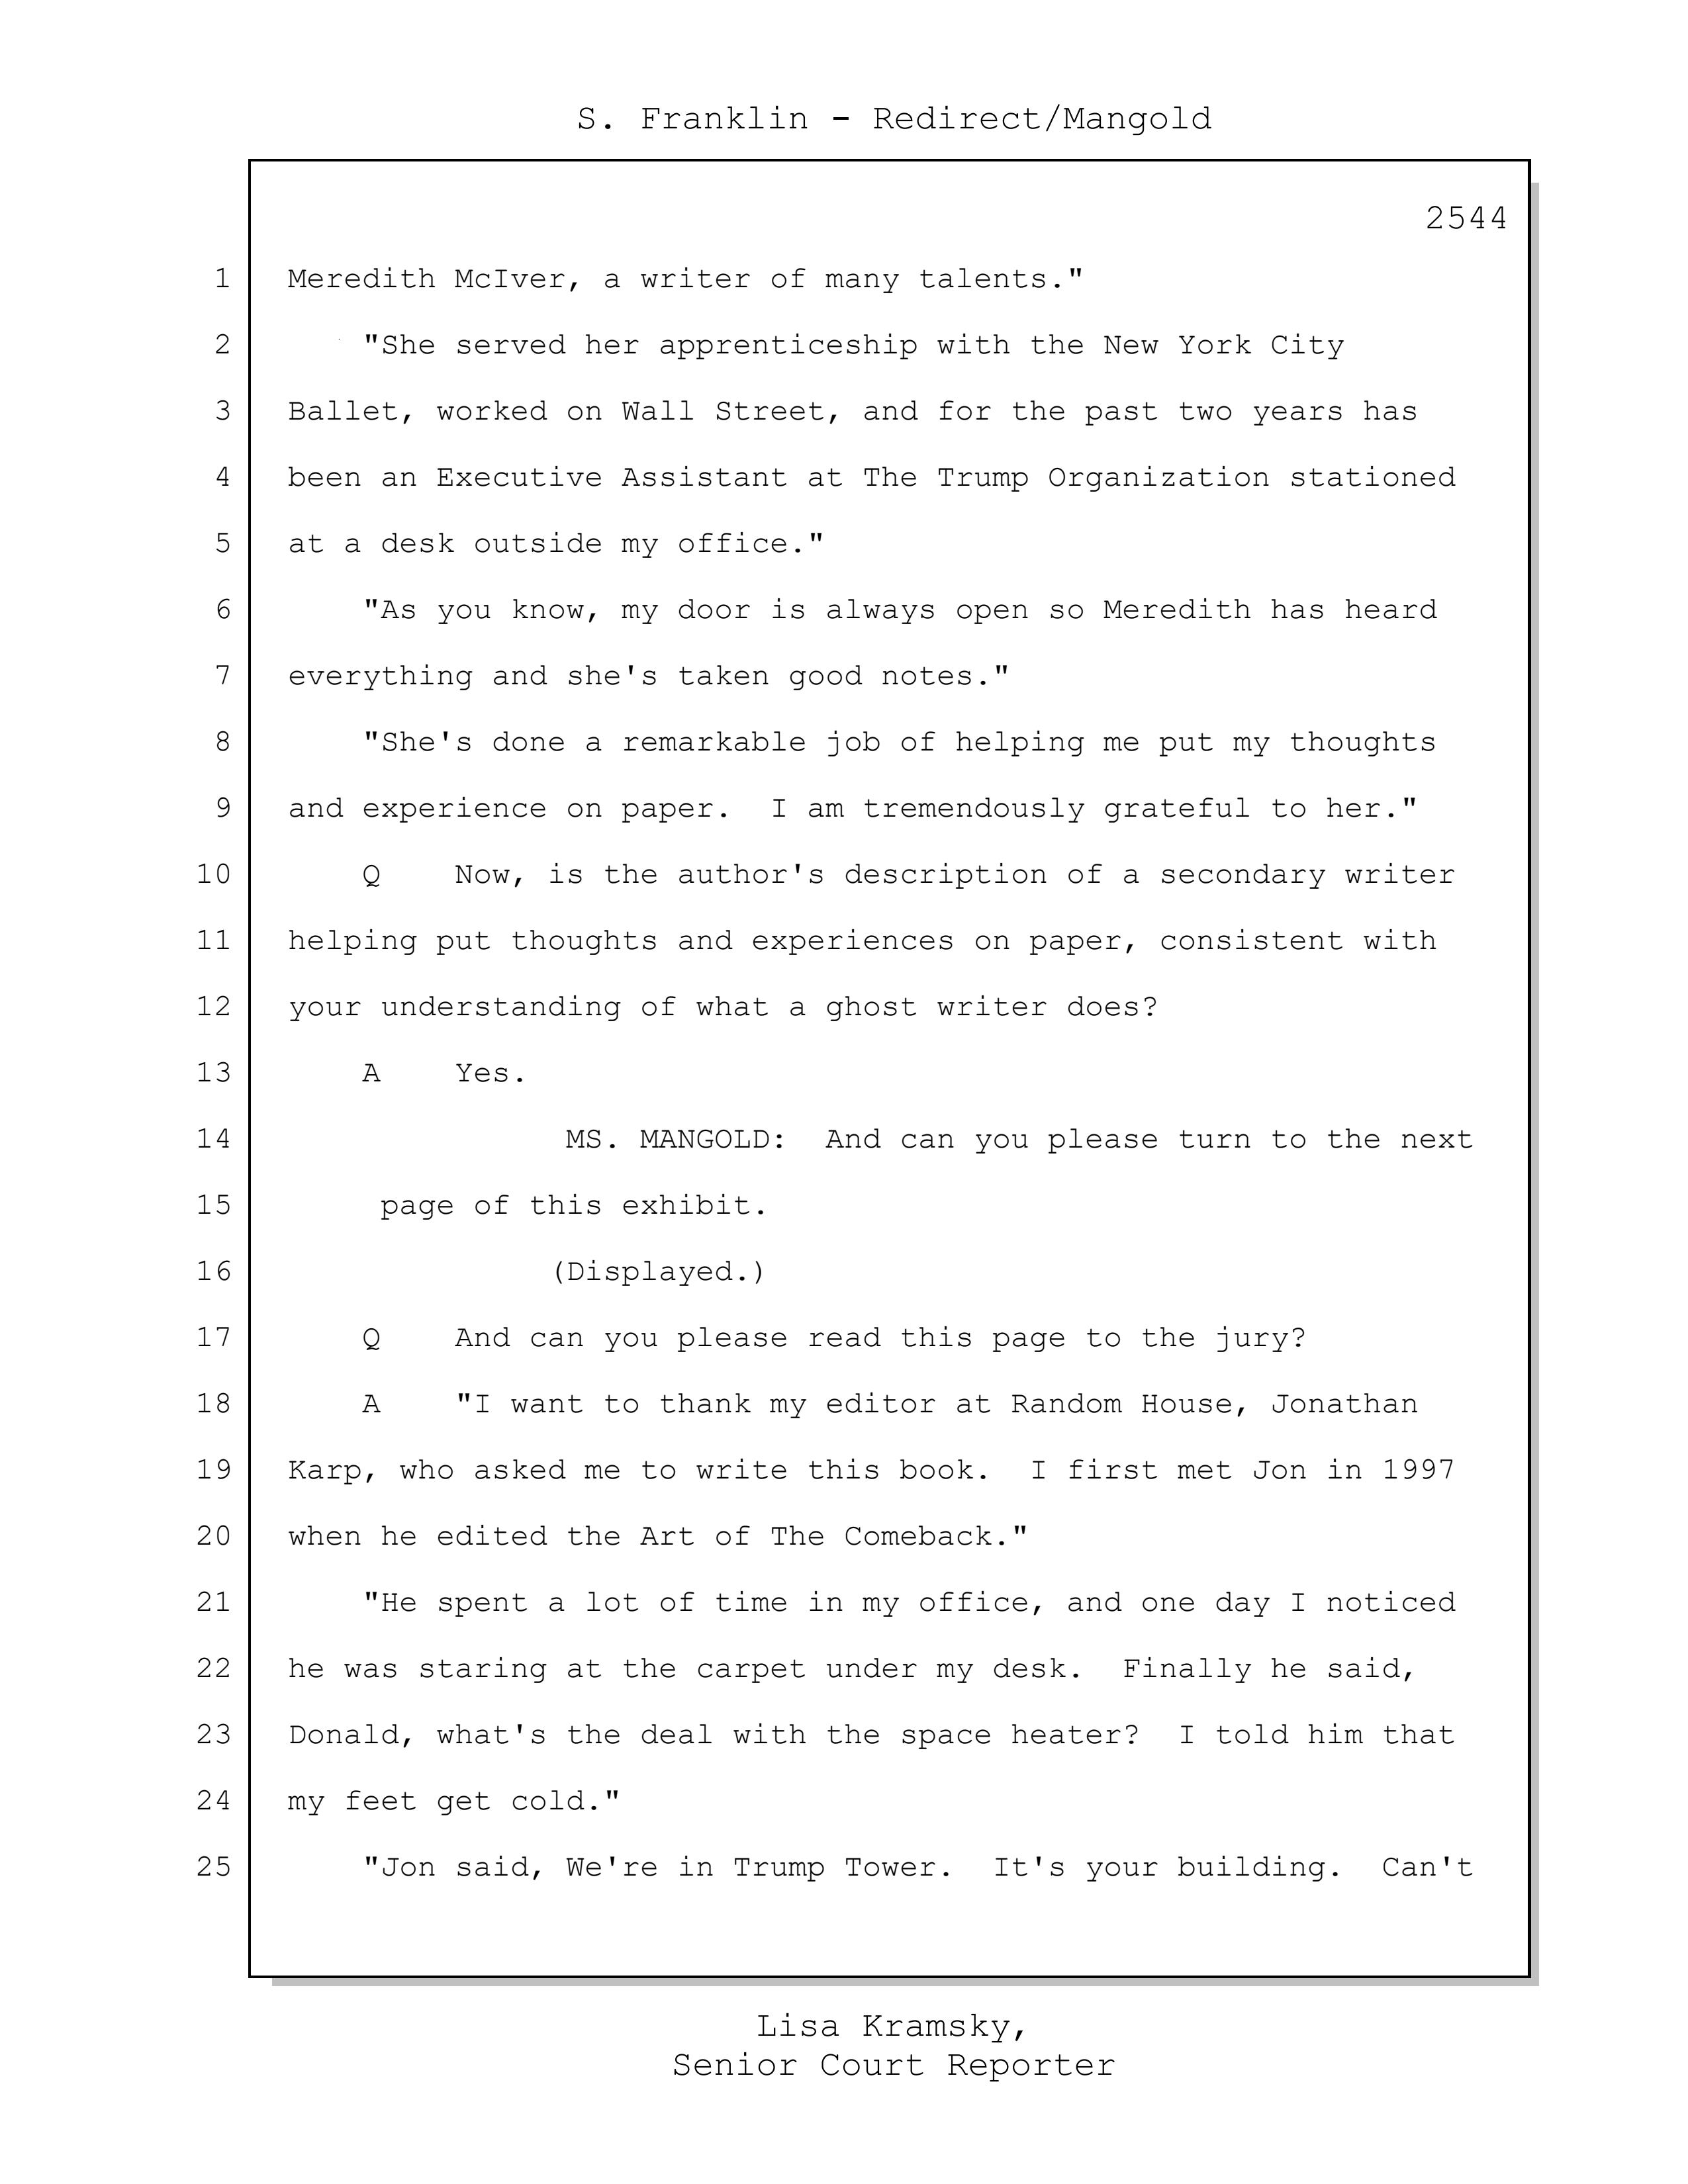 S. Franklin - Redirect/Mangold
2544
1 Meredith McIver, a writer of many talents."
2 "She served her apprenticeship with the New York City
3 Ballet, worked on Wall Street, and for the past two years has
4 been an Executive Assistant at The Trump Organization stationed
5 at a desk outside my office."
6 "As you know, my door is always open so Meredith has heard
7 everything and she's taken good notes."
8 "She's done a remarkable job of helping me put my thoughts
9 and experience on paper.  I am tremendously grateful to her."
10 Q Now, is the author's description of a secondary writer
11 helping put thoughts and experiences on paper, consistent with
12 your understanding of what a ghost writer does?
13 A Yes.
14 MS. MANGOLD:  And can you please turn to the next
15 page of this exhibit.
16 (Displayed.)
17 Q And can you please read this page to the jury?
18 A "I want to thank my editor at Random House, Jonathan
19 Karp, who asked me to write this book.  I first met Jon in 1997
20 when he edited the Art of The Comeback."
21 "He spent a lot of time in my office, and one day I noticed
22 he was staring at the carpet under my desk.  Finally he said,
23 Donald, what's the deal with the space heater?  I told him that
24 my feet get cold."
25 "Jon said, We're in Trump Tower.  It's your building.  Can't
Lisa Kramsky,
Senior Court Reporter